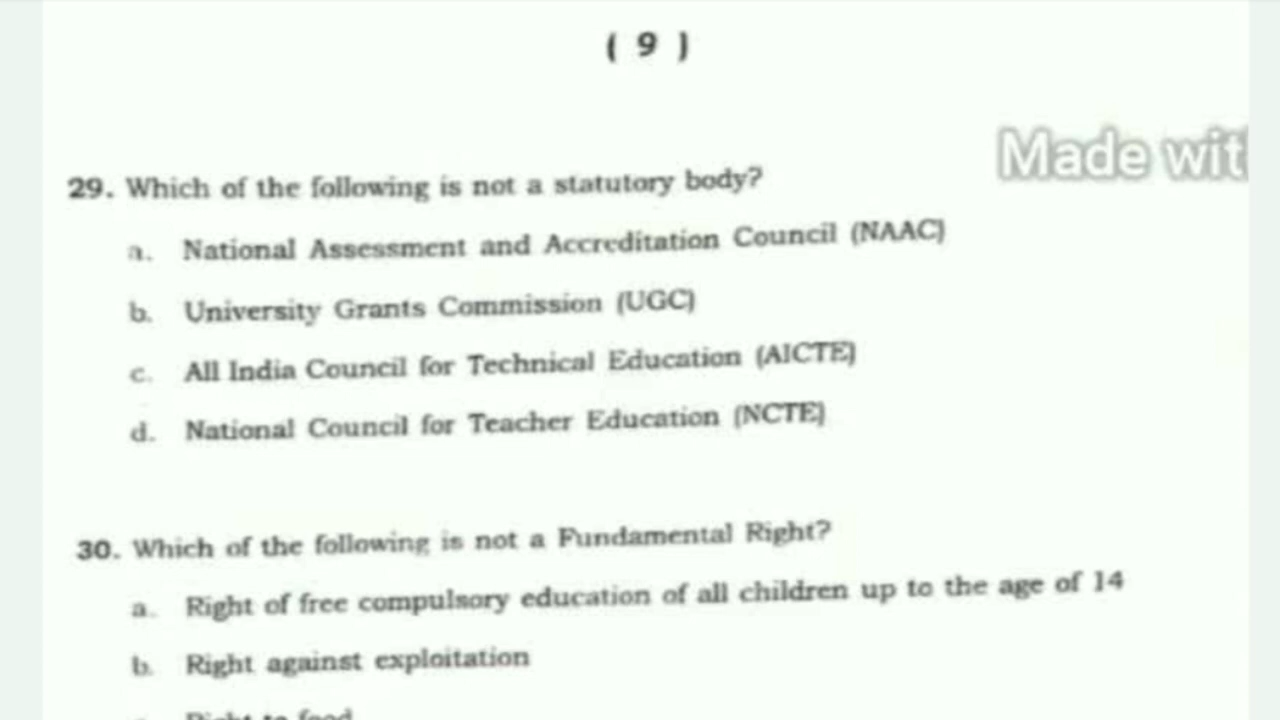 ( 9 )
Made wit
29. Which of the following is not a statutory body?
a. National Assessment and Accreditation Council (NAAC)
b. University Grants Commission (UGC)
c. All India Council for Technical Education (AICTE)
d. National Council for Teacher Education (NCTE)
30. Which of the following is not a Fundamental Right?
a. Right of free compulsory education of all children up to the age of 14
b. Right against exploitation
Right to food